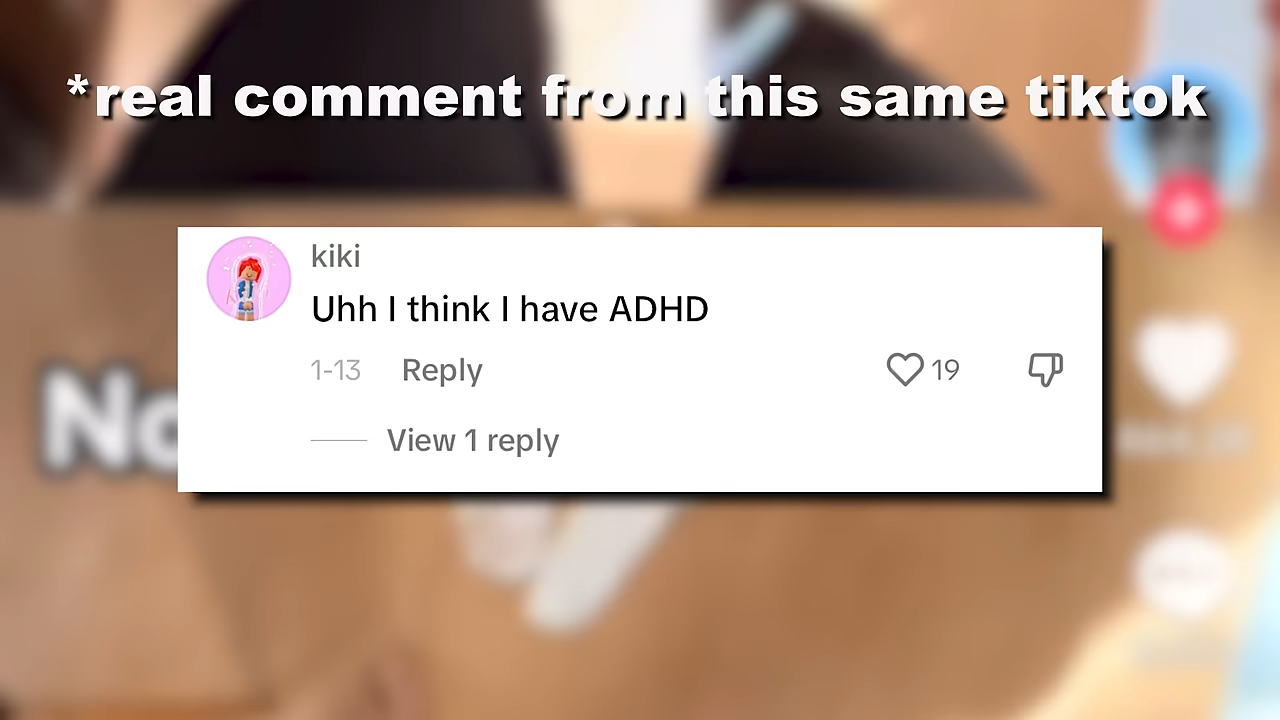 *real comment from this same tiktok
kiki
Uhh I think I have ADHD
1-13 Reply 19
View 1 reply